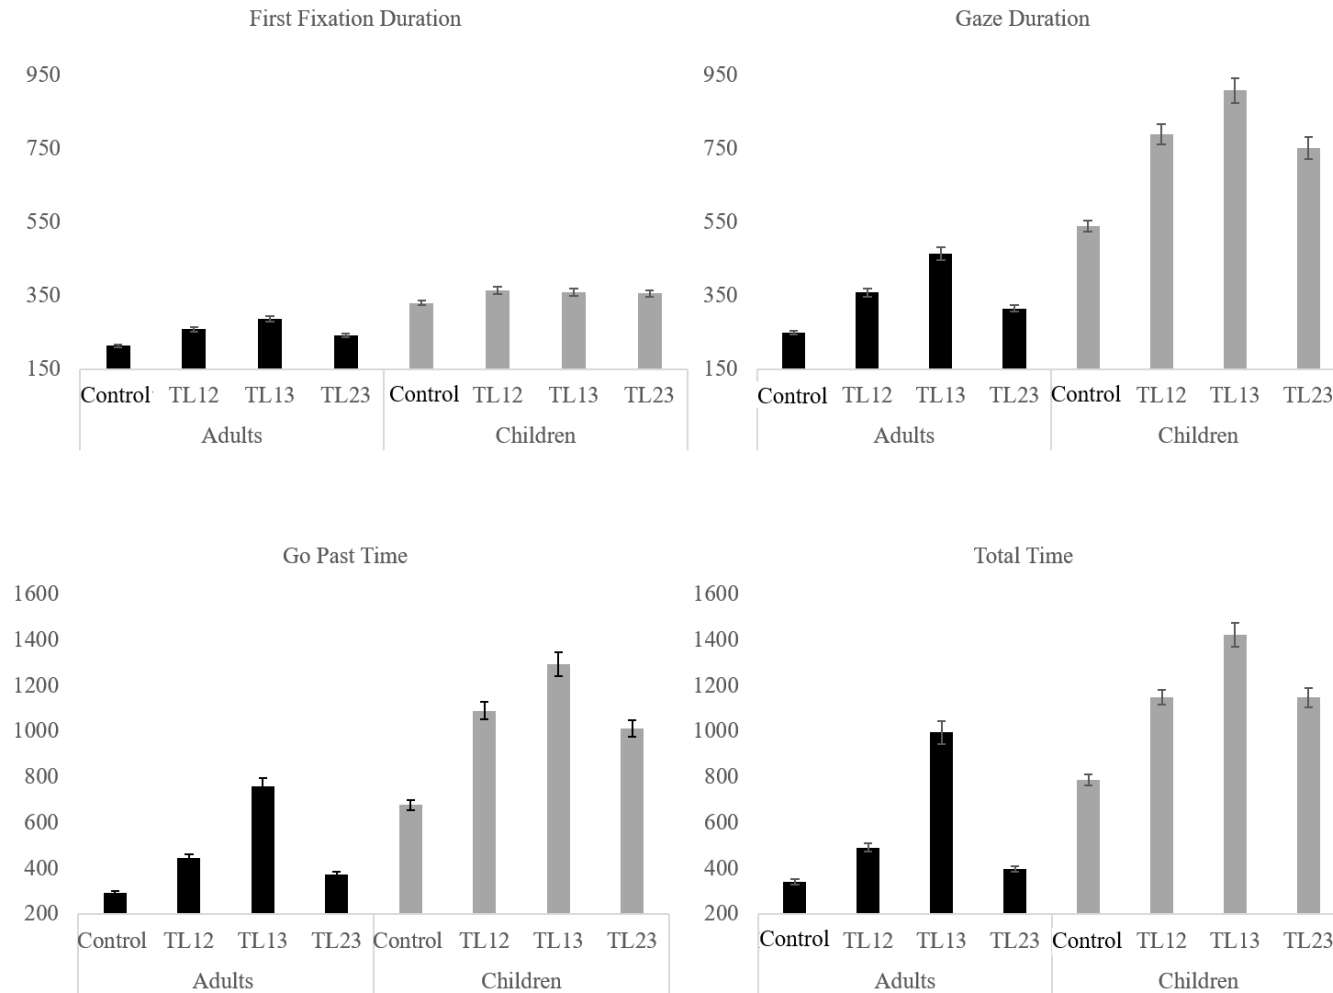 First Fixation Duration
950
750
550
350
150
Control TL12 TL13 TL23 Control TL12 TL13 TL23
Adults Children
Gaze Duration
950
750
550
350
150
Control TL12 TL13 TL23 Control TL12 TL13 TL23
Adults Children
Go Past Time
1600
1400
1200
1000
800
600
400
200
Control TL12 TL13 TL23 Control TL12 TL13 TL23
Adults Children
Total Time
1600
1400
1200
1000
800
600
400
200
Control TL12 TL13 TL23 Control TL12 TL13 TL23
Adults Children